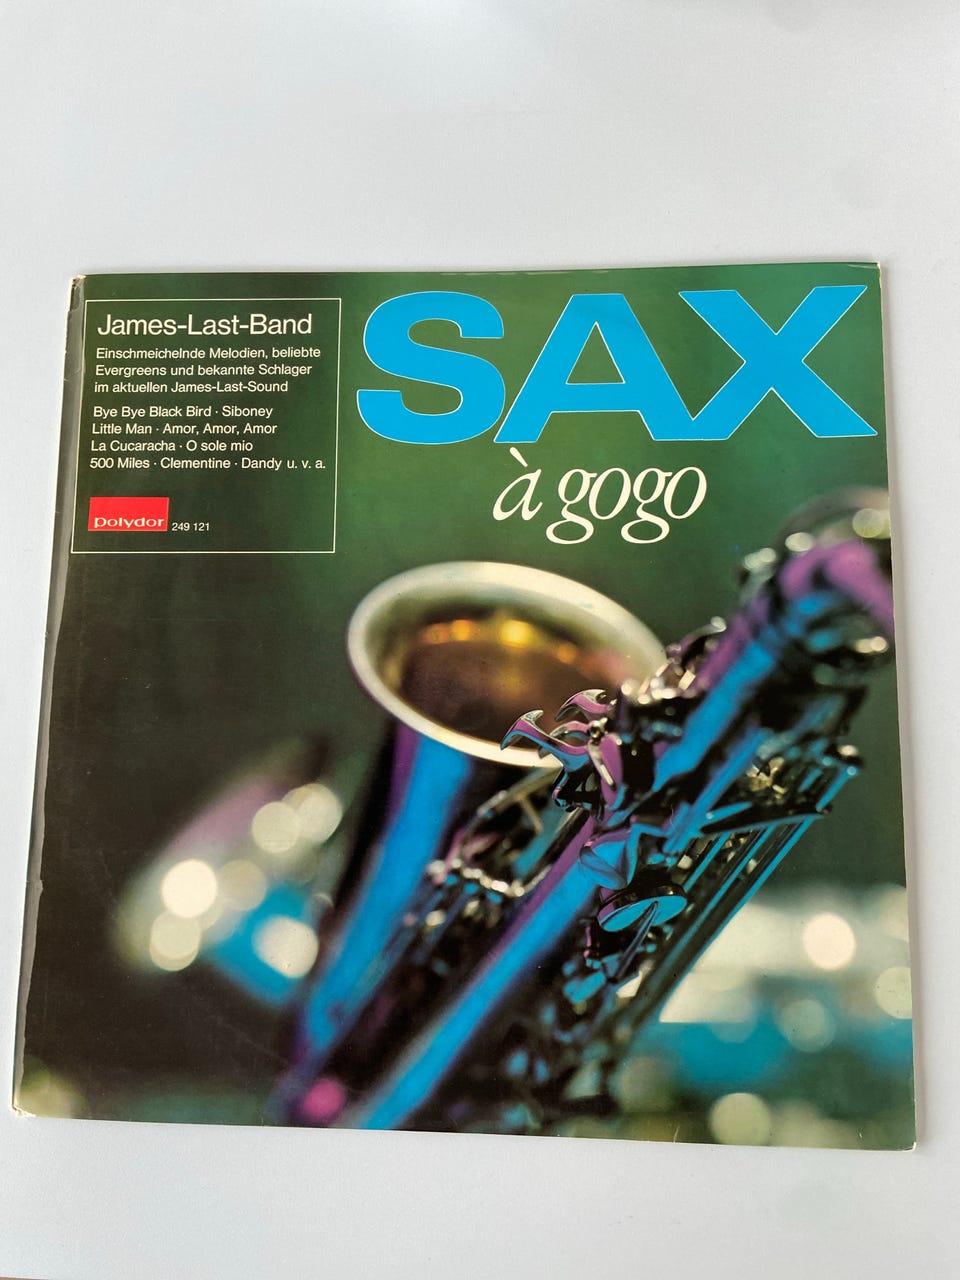 James-Last-Band
Einschmeichelnde Melodien, beliebte
Evergreens und bekannte Schlager
im aktuellen James-Last-Sound
Bye Bye Black Bird · Siboney
Little Man · Amor, Amor, Amor
La Cucaracha · O sole mio
500 Miles · Clementine · Dandy u. v. a.
polydor 249 121
SAX
à gogo